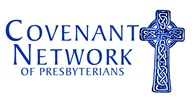 COVENANT
NETWORK
OF PRESBYTERIANS